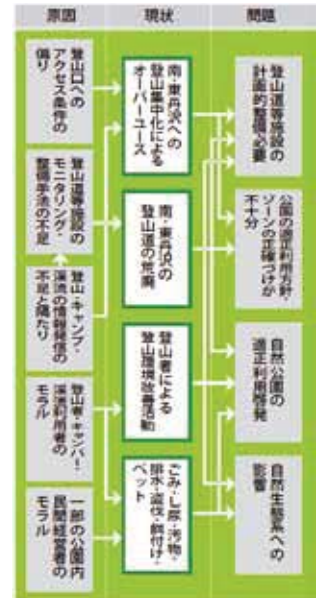 原因
現状
問題
登山口への
アクセス条件の
偏り
登山道等施設の
モニタリング・
整備手法の不足
登山・キャンプ・
渓流の情報発信の
不足と隔たり
登山者・キャンパー・
渓流利用者の
モラル
一部の公園内
民間経営者の
モラル
南・東丹沢への
登山集中化による
オーバーユース
南・東丹沢の
登山道の荒廃
登山者による
登山環境改善活動
ごみ・し尿・汚物・
排水・盗伐・餌付け・
ペット
登山道等施設の
計画的整備必要
公園の適正利用方針・
ゾーンの正確づけが
不十分
自然公園の
適正利用啓発
自然生態系への
影響